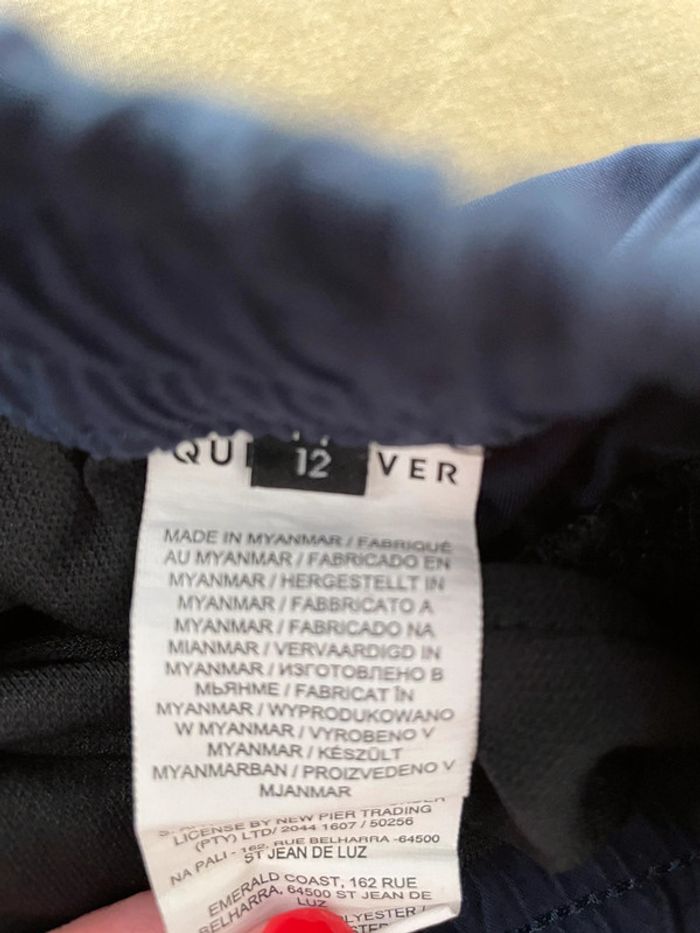 QU
12
VER
MADE IN MYANMAR / FABRIQUÉ
AU MYANMAR / FABRICADO EN
MYANMAR / HERGESTELLT IN
MYANMAR / FABBRICATO A
MYANMAR / FABRICADO NA
MIANMAR / VERVAARDIGD IN
MYANMAR / ИЗГОТОВЛЕНО В
МЬЯНМЕ / FABRICAT ÎN
MYANMAR / WYPRODUKOWANO
W MYANMAR / VYROBENO V
MYANMAR / KÉSZÜLT
MYANMARBAN / PROIZVEDENO V
MJANMAR
LICENSE BY NEW PIER TRADING
(PTY) LTD/ 2044 1607 / 50256
NA PALI - 162, RUE BELHARRA -64500
ST JEAN DE LUZ
EMERALD COAST, 162 RUE
BELHARRA, 64500 ST JEAN DE
LUZ
LYESTER /